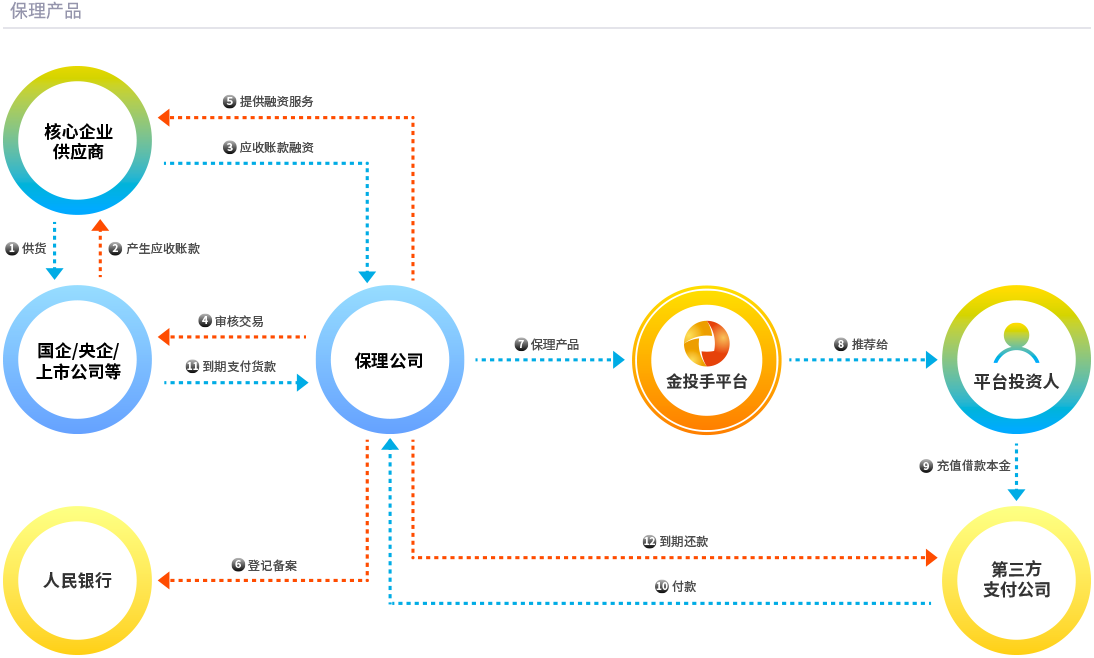 保理产品
5 提供融资服务
核心企业
供应商
3 应收账款融资
1 供货
2 产生应收账款
国企/央企/
上市公司等
4 审核交易
11 到期支付货款
保理公司
7 保理产品
金投手平台
8 推荐给
平台投资人
9 充值借款本金
人民银行
6 登记备案
12 到期还款
10 付款
第三方
支付公司